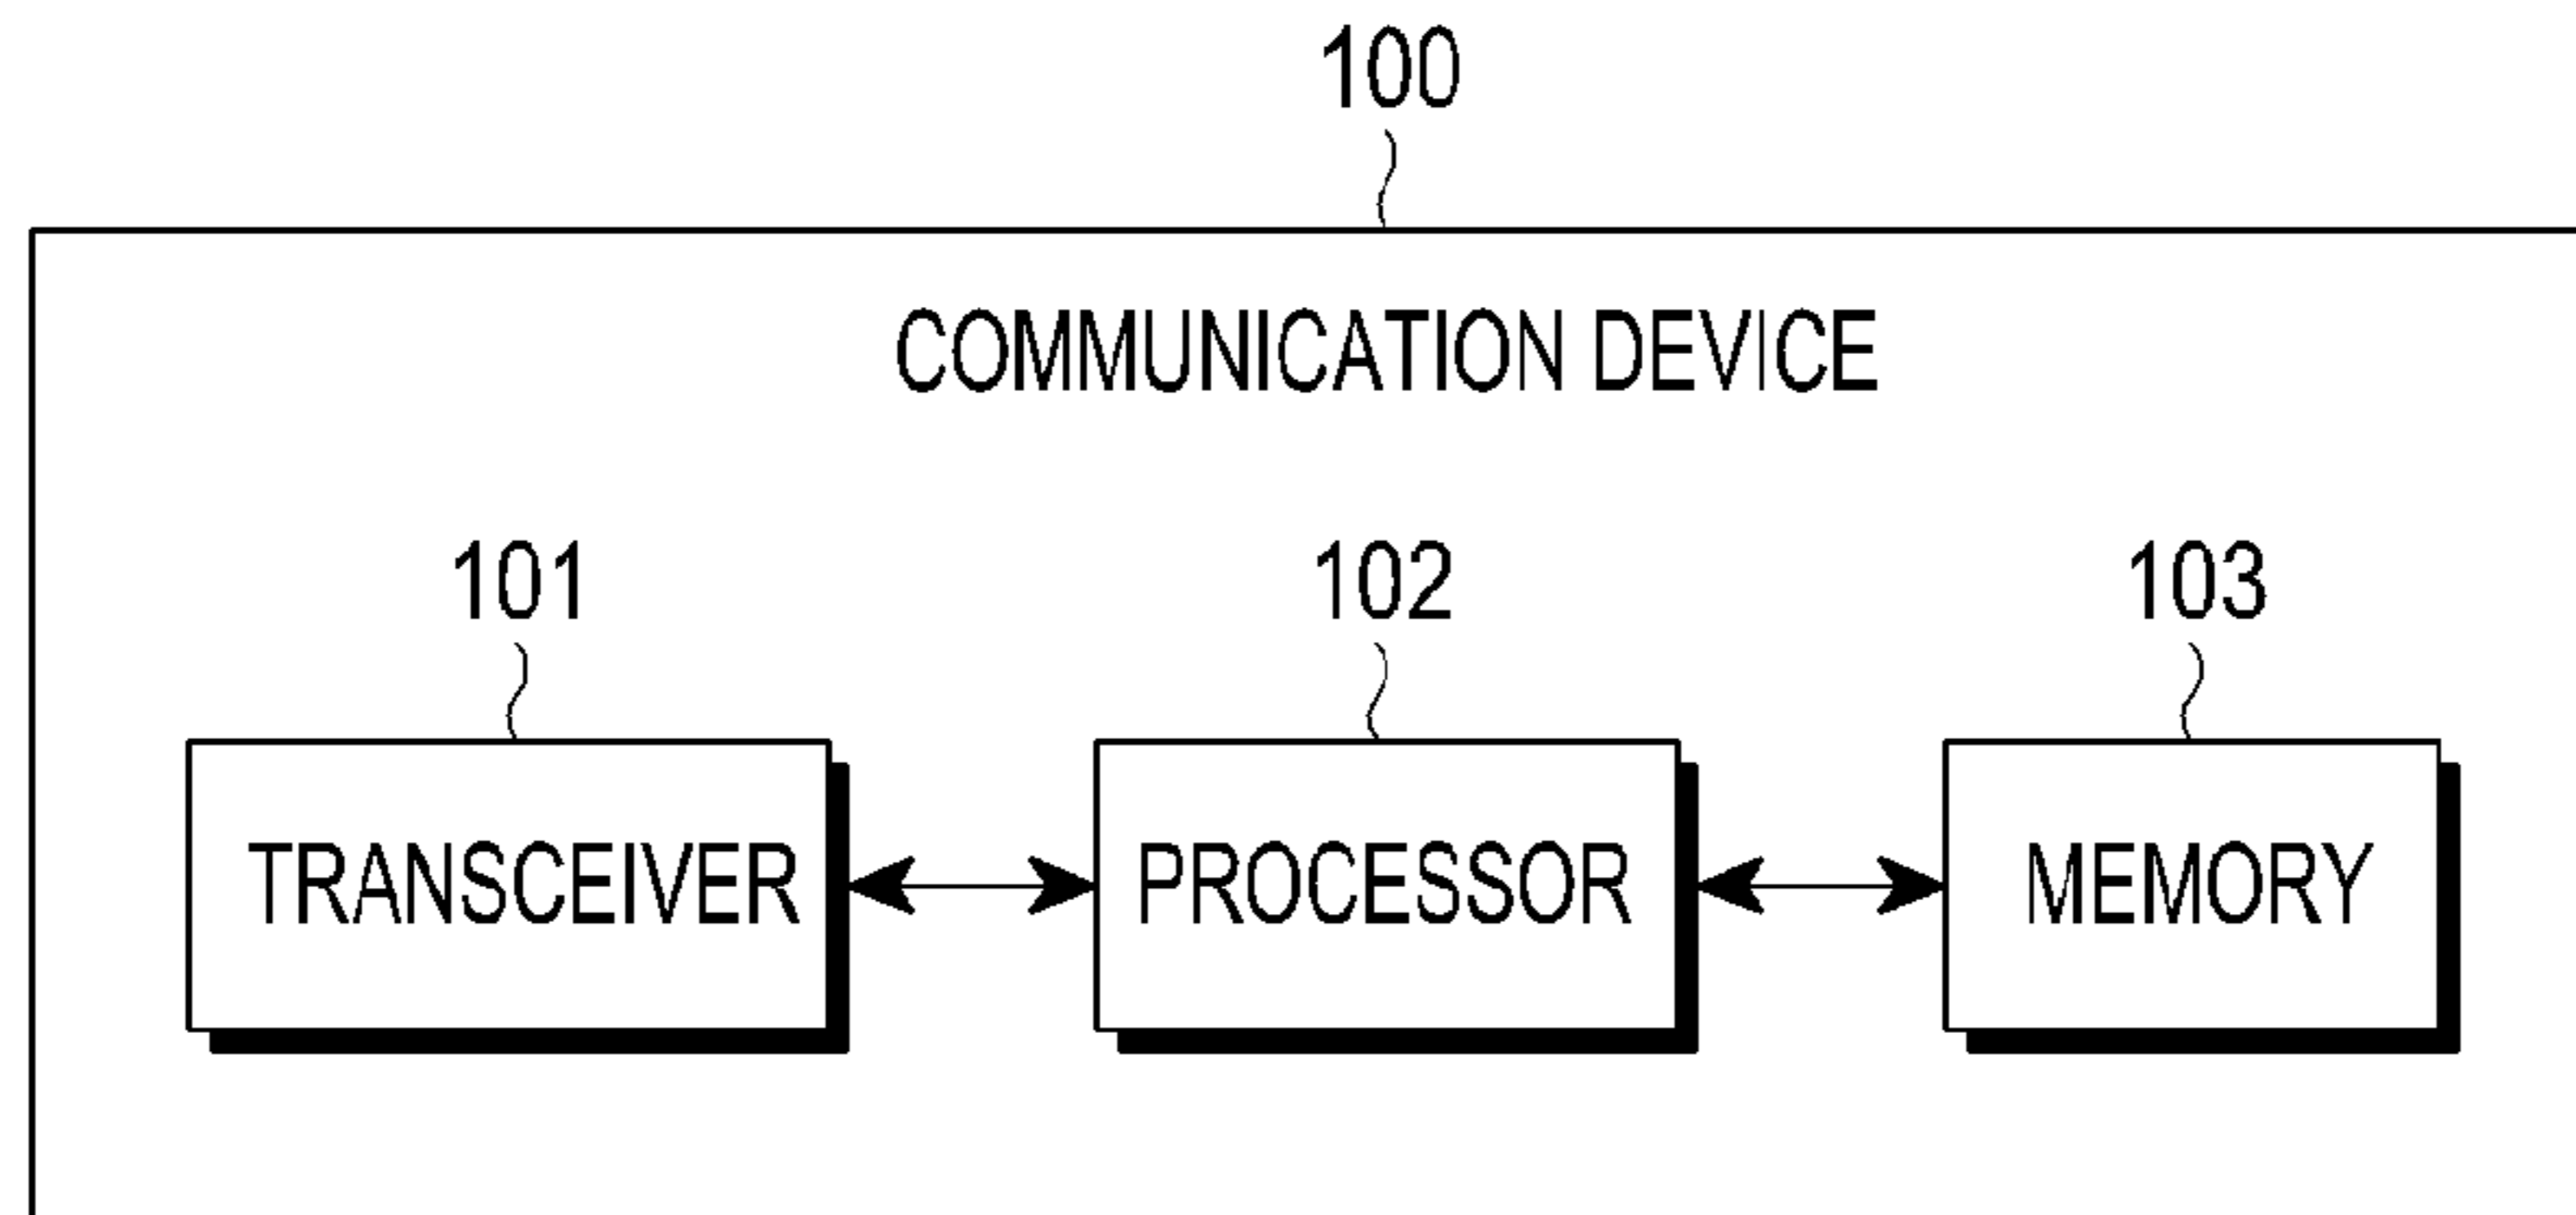 100
COMMUNICATION DEVICE
101 102 103
TRANSCEIVER PROCESSOR MEMORY